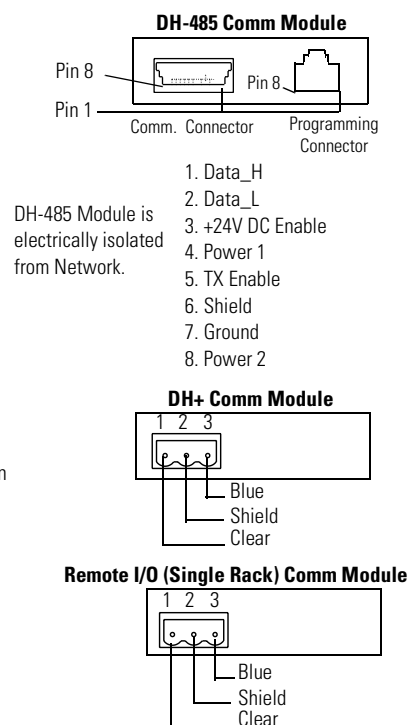 DH-485 Comm Module
Pin 8
Pin 8
Pin 1
Comm. Connector
Programming
Connector
DH-485 Module is
electrically isolated
from Network.
1. Data_H
2. Data_L
3. +24V DC Enable
4. Power 1
5. TX Enable
6. Shield
7. Ground
8. Power 2
DH+ Comm Module
1 2 3
Blue
Shield
Clear
Remote I/O (Single Rack) Comm Module
1 2 3
Blue
Shield
Clear